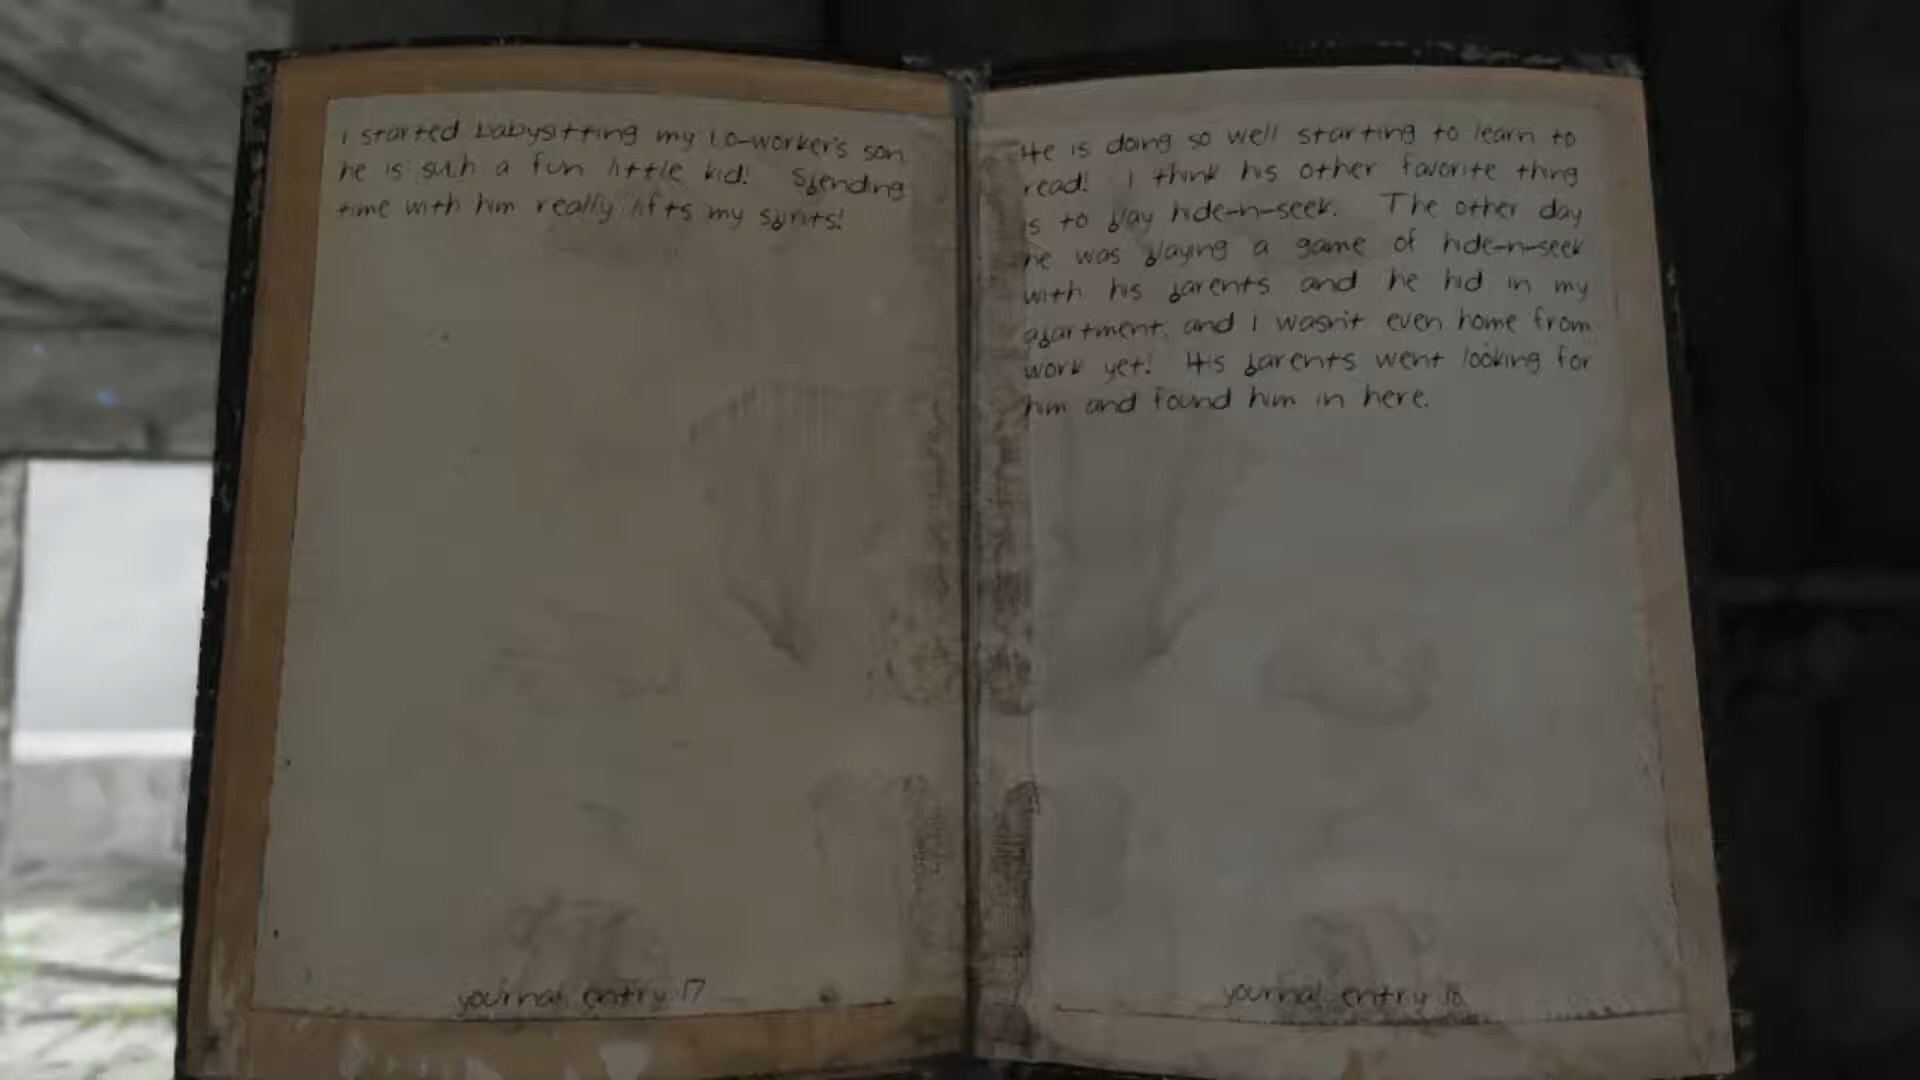 I started babysitting my co-worker's son
he is such a fun little kid! Spending
time with him really lifts my spirits!
journal entry 17
He is doing so well starting to learn to
read! I think his other favorite thing
is to play hide-n-seek. The other day
he was playing a game of hide-n-seek
with his parents and he hid in my
apartment, and I wasn't even home from
work yet! His parents went looking for
him and found him in here.
journal entry 18